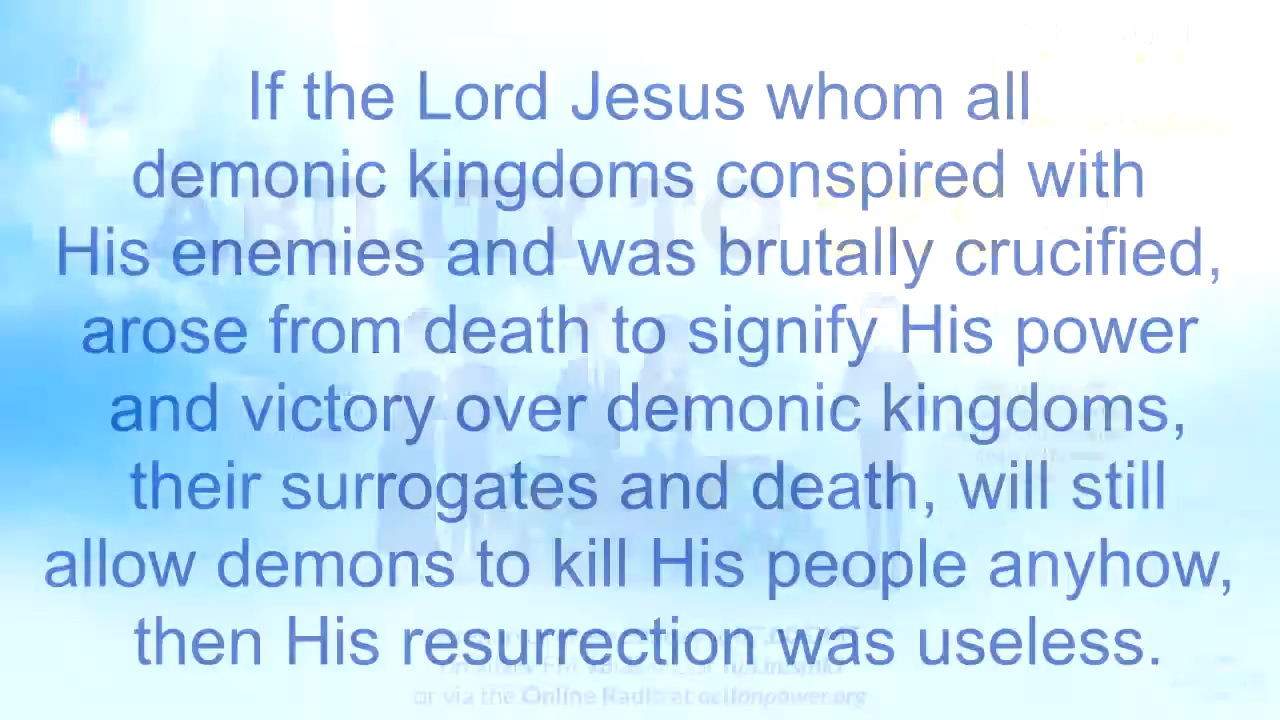 If the Lord Jesus whom all
demonic kingdoms conspired with
His enemies and was brutally crucified,
arose from death to signify His power
and victory over demonic kingdoms,
their surrogates and death, will still
allow demons to kill His people anyhow,
then His resurrection was useless.
ABILITY TO
or via the Online Radio at actionpower.org